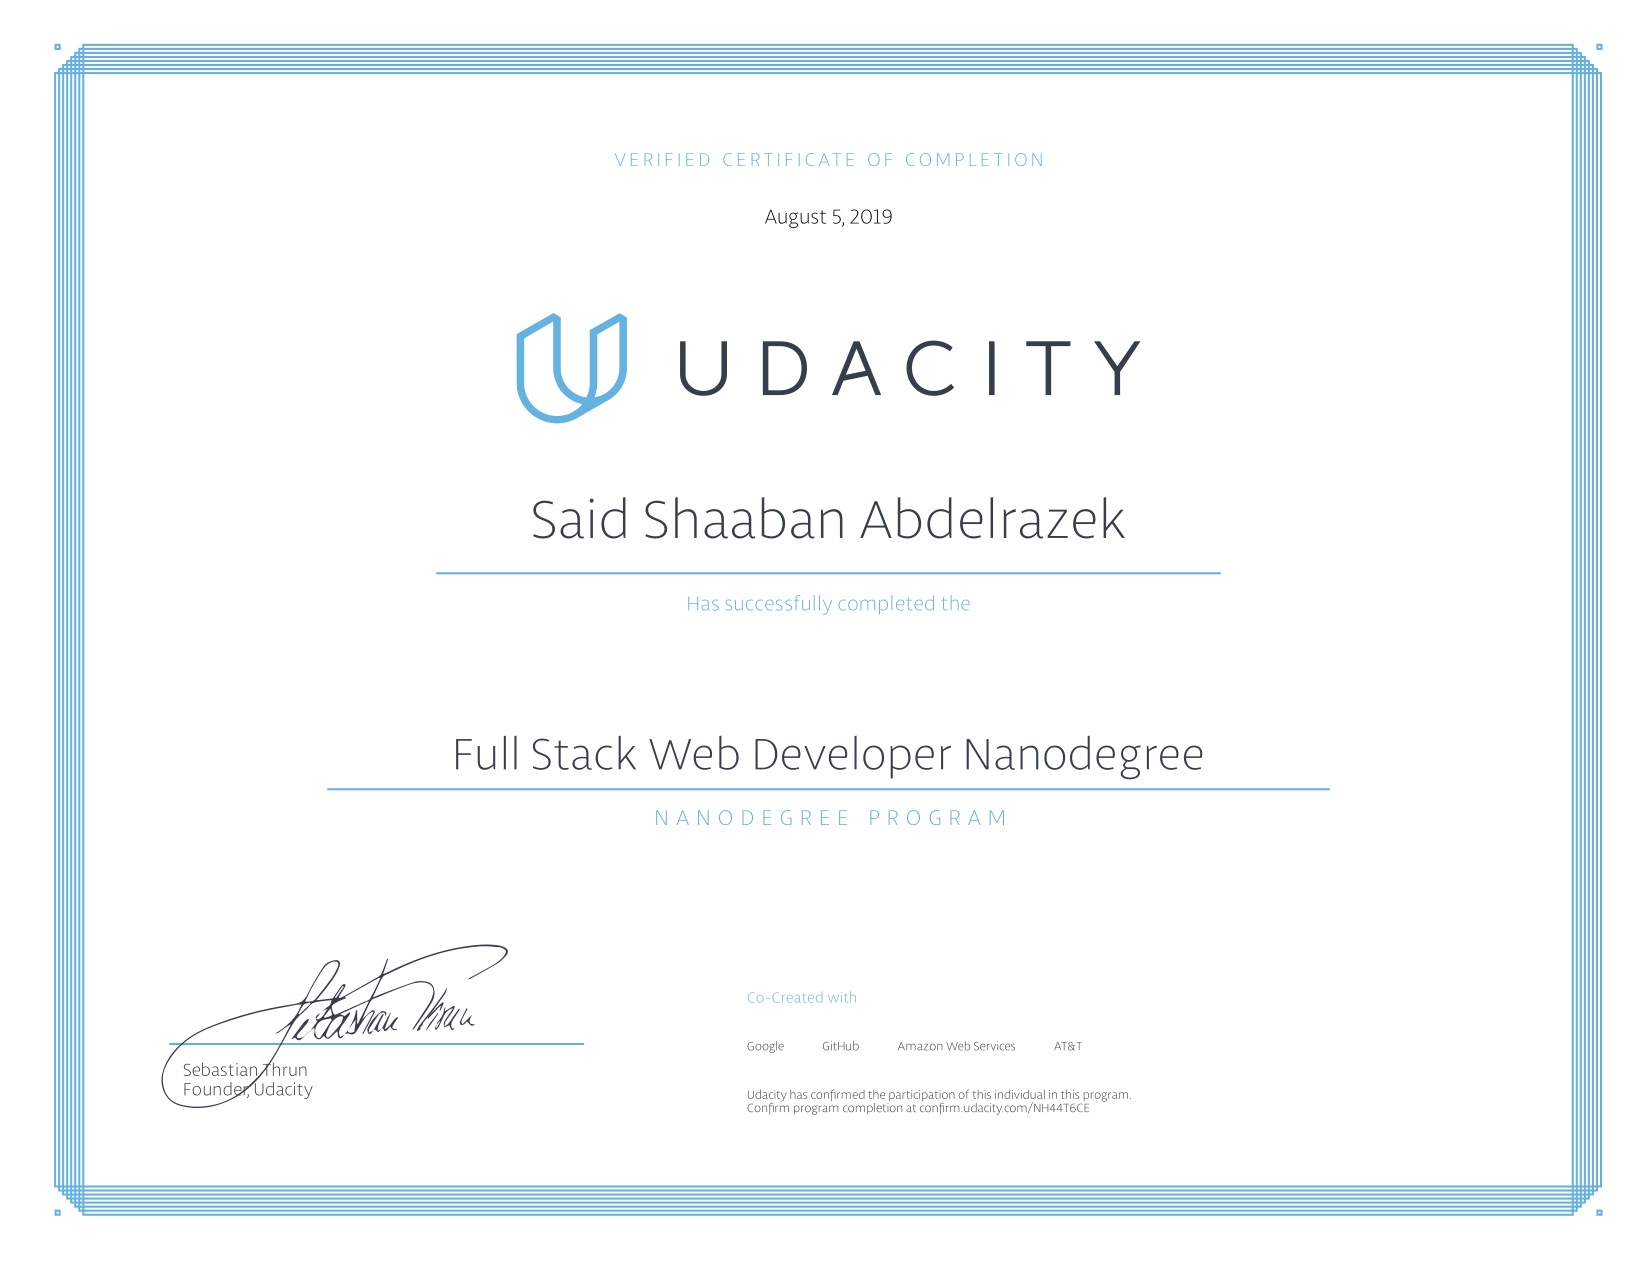 VERIFIED CERTIFICATE OF COMPLETION
August 5, 2019
UDACITY
Said Shaaban Abdelrazek
Has successfully completed the
Full Stack Web Developer Nanodegree
NANODEGREE PROGRAM
Sebastian Thrun
Sebastian Thrun
Founder, Udacity
Co-Created with
Google GitHub Amazon Web Services AT&T
Udacity has confirmed the participation of this individual in this program.
Confirm program completion at confirm.udacity.com/NH44T6CE